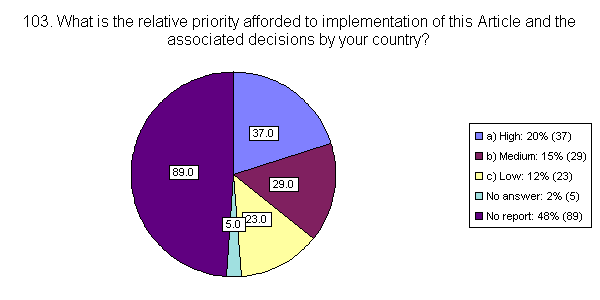 103. What is the relative priority afforded to implementation of this Article and the
associated decisions by your country?
37.0
89.0
29.0
23.0
5.0
a) High: 20% (37)
b) Medium: 15% (29)
c) Low: 12% (23)
No answer: 2% (5)
No report: 48% (89)